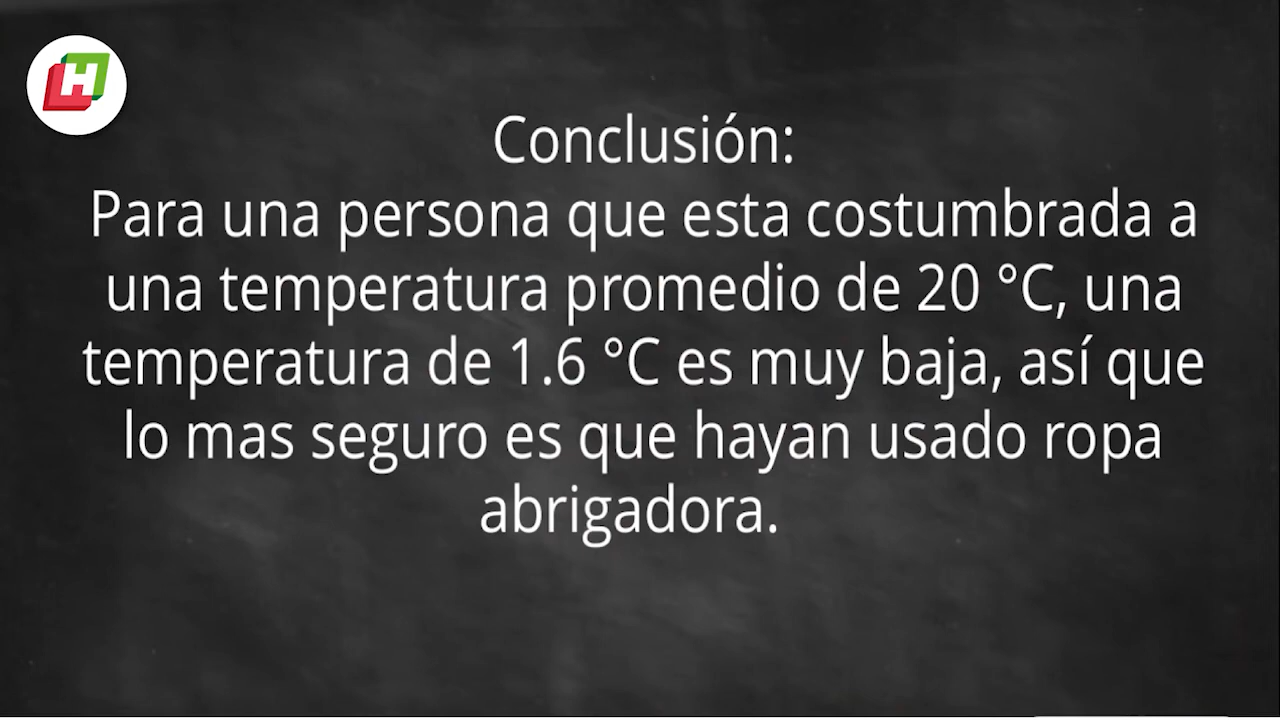 H
Conclusión:
Para una persona que esta costumbrada a
una temperatura promedio de 20 °C, una
temperatura de 1.6 °C es muy baja, así que
lo mas seguro es que hayan usado ropa
abrigadora.